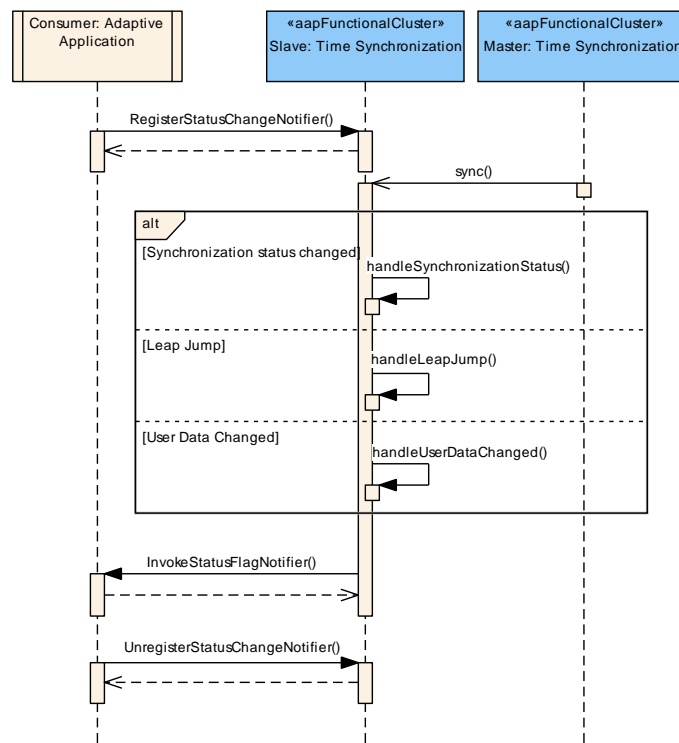 Consumer: Adaptive
Application
«aapFunctionalCluster»
Slave: Time Synchronization
«aapFunctionalCluster»
Master: Time Synchronization
RegisterStatusChangeNotifier()
sync()
alt
[Synchronization status changed]
handleSynchronizationStatus()
[Leap Jump]
handleLeapJump()
[User Data Changed]
handleUserDataChanged()
InvokeStatusFlagNotifier()
UnregisterStatusChangeNotifier()